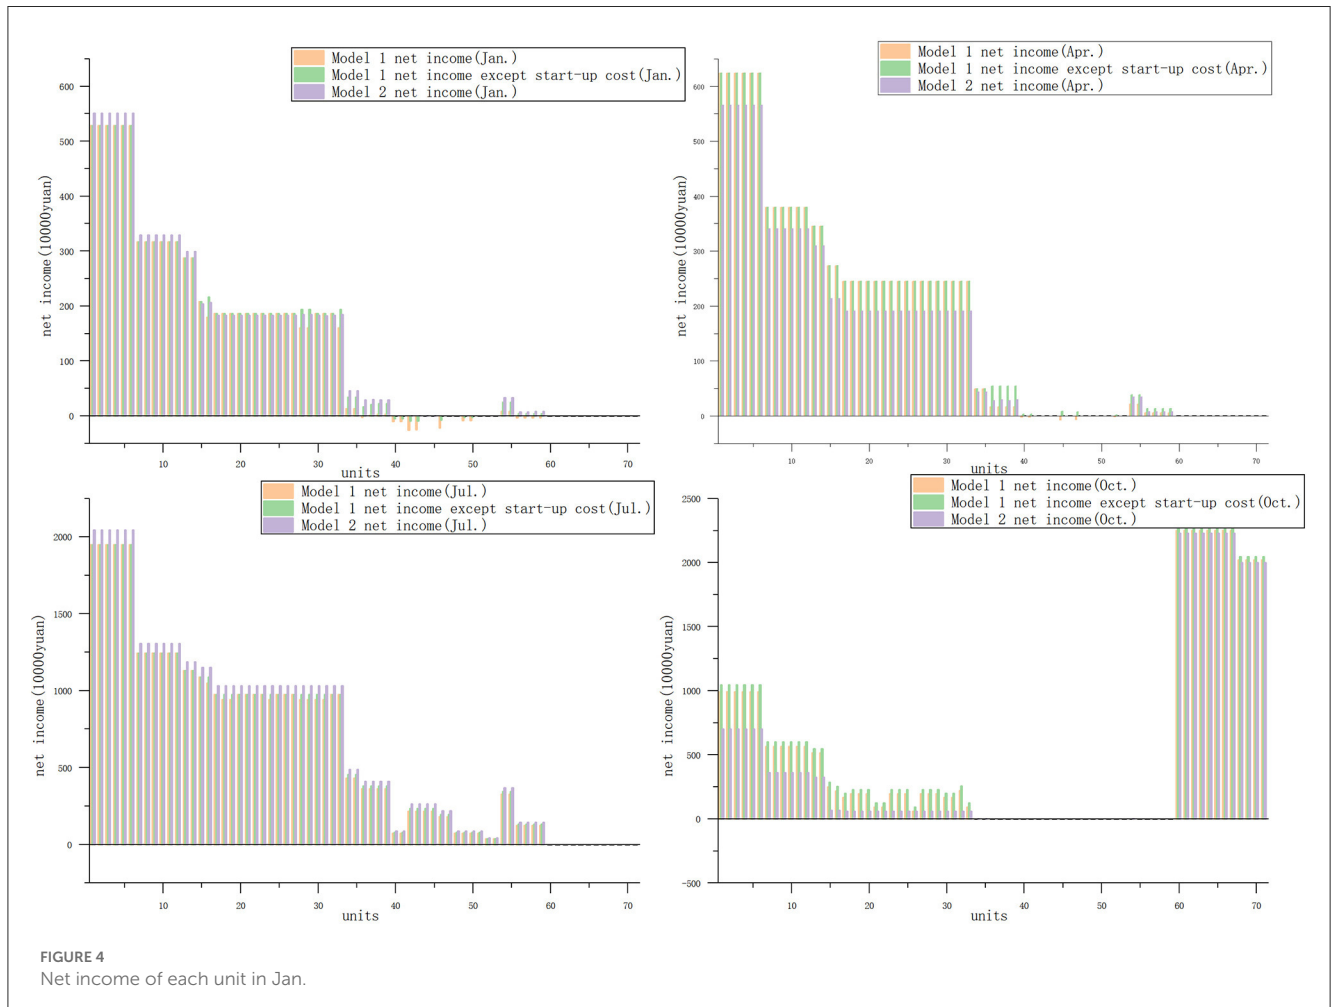 Model 1 net income(Jan.)
Model 1 net income except start-up cost(Jan.)
Model 2 net income(Jan.)
600
500
400
300
200
100
0
net income(10000yuan)
10 20 30 40 50 60 70
units
Model 1 net income(Apr.)
Model 1 net income except start-up cost(Apr.)
Model 2 net income(Apr.)
600
500
400
300
200
100
0
net income(10000yuan)
10 20 30 40 50 60 70
units
Model 1 net income(Jul.)
Model 1 net income except start-up cost(Jul.)
Model 2 net income(Jul.)
2000
1500
1000
500
0
net income(10000yuan)
10 20 30 40 50 60 70
units
Model 1 net income(Oct.)
Model 1 net income except start-up cost(Oct.)
Model 2 net income(Oct.)
2500
2000
1500
1000
500
0
-500
net income(10000yuan)
10 20 30 40 50 60 70
units
FIGURE 4
Net income of each unit in Jan.